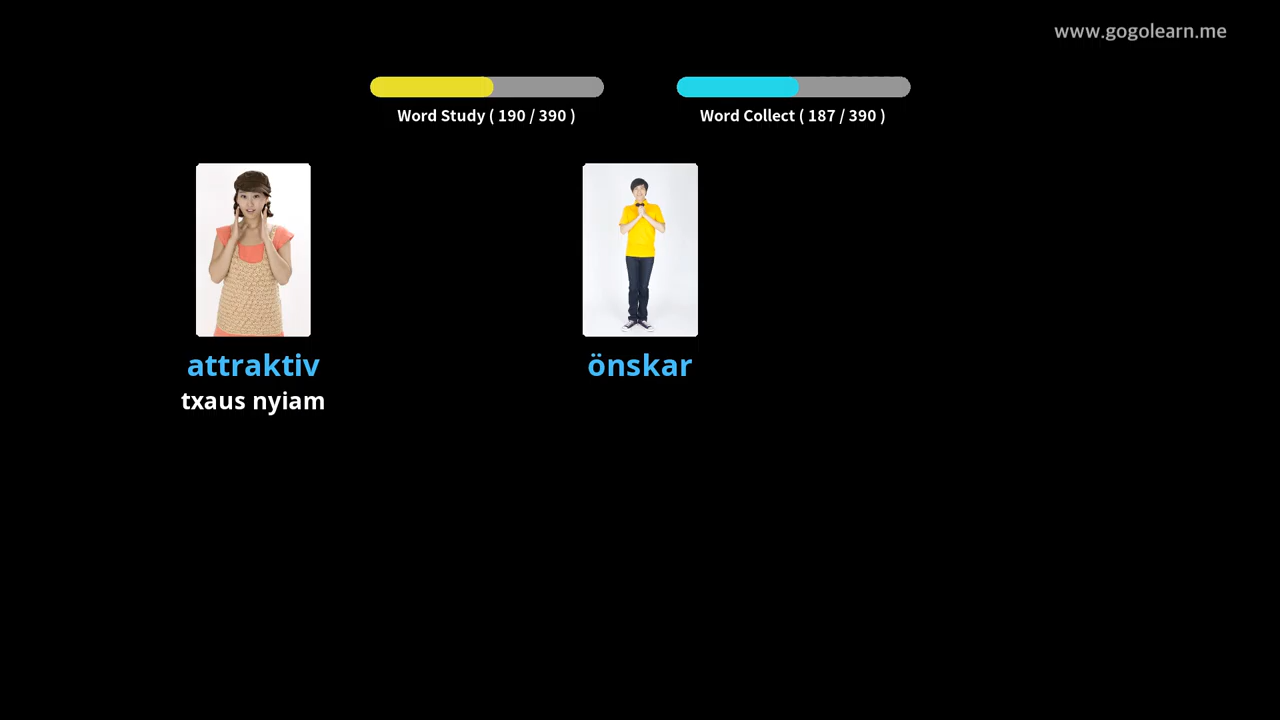 www.gogolearn.me
Word Study ( 190 / 390 )
Word Collect ( 187 / 390 )
attraktiv
txaus nyiam
önskar